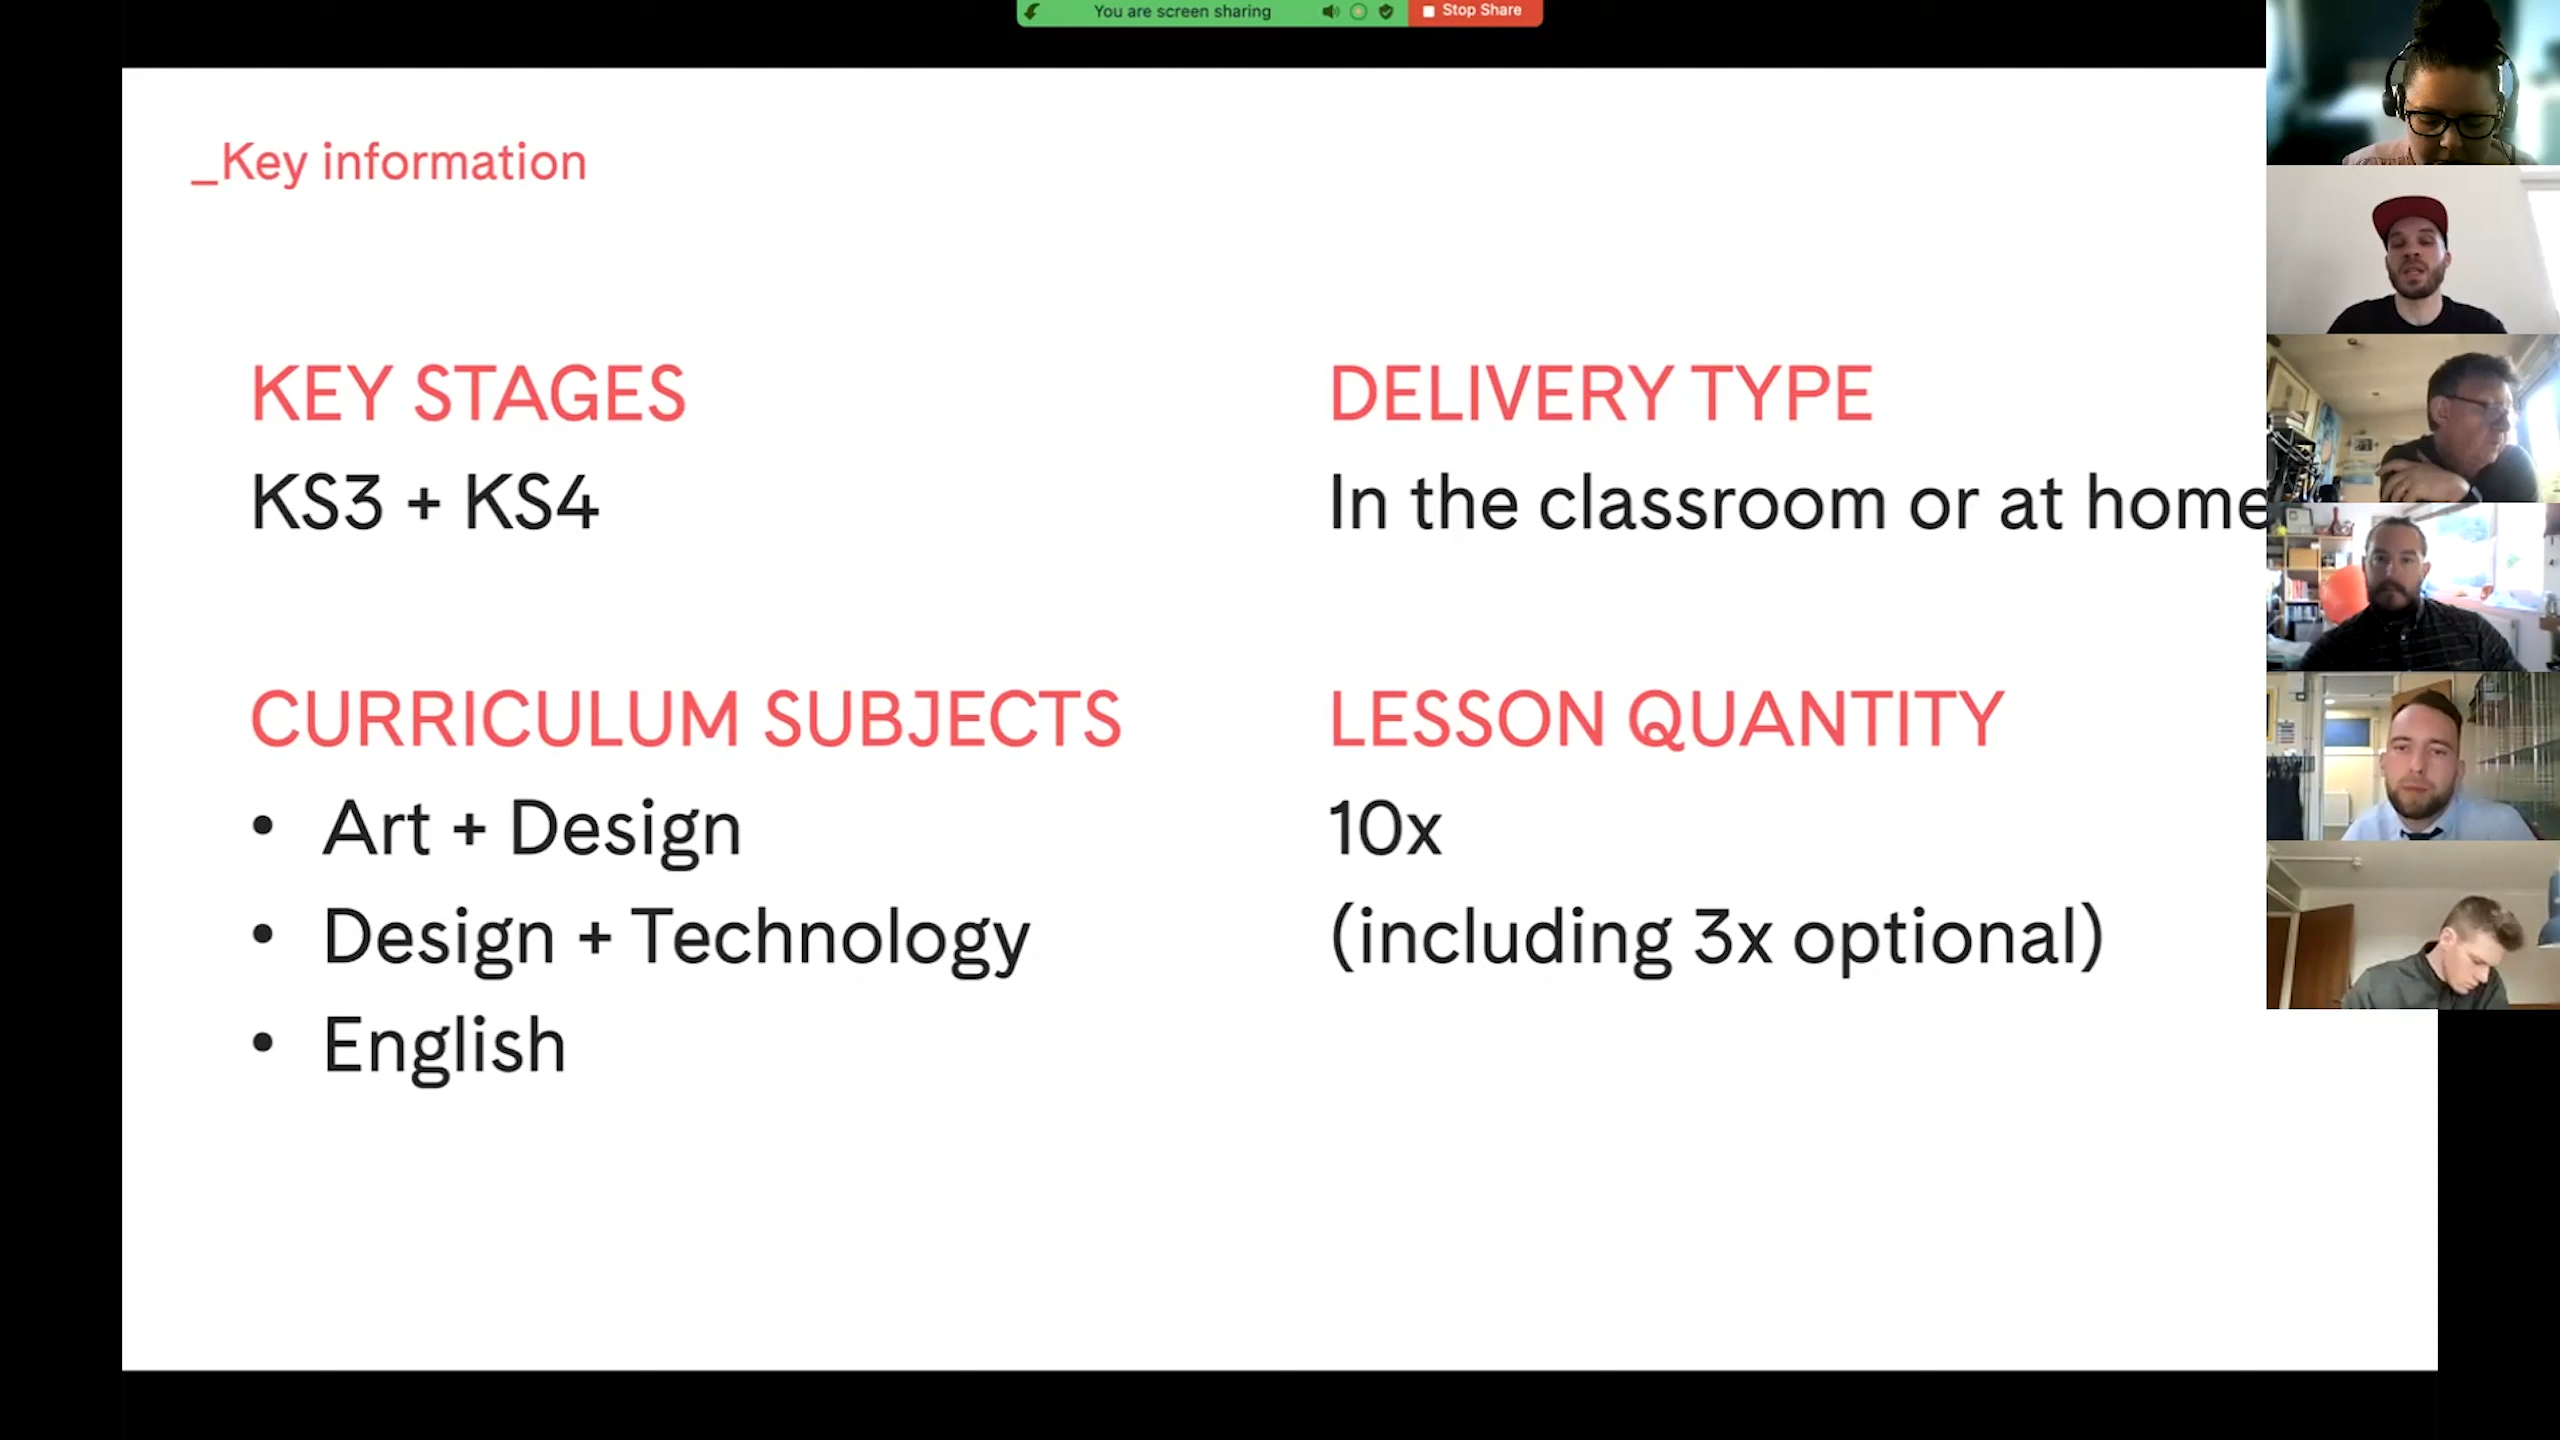 You are screen sharing
Stop Share
_Key information
KEY STAGES
KS3 + KS4
DELIVERY TYPE
In the classroom or at home
CURRICULUM SUBJECTS
• Art + Design
• Design + Technology
• English
LESSON QUANTITY
10x
(including 3x optional)